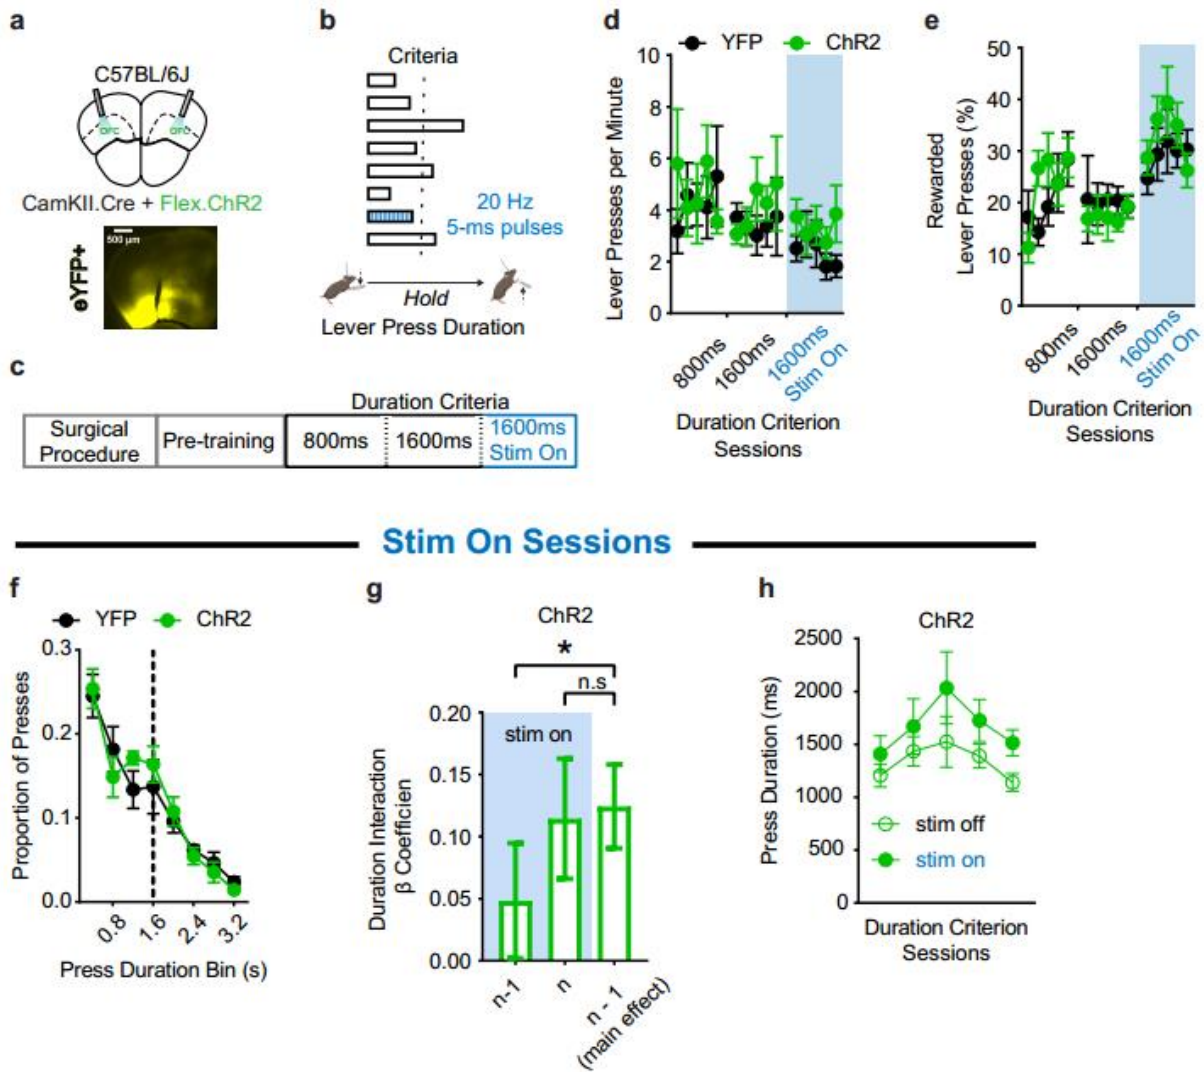 a
C57BL/6J
OFC OFC
CamKII.Cre + Flex.ChR2
500 µm
eYFP+
b
Criteria
20 Hz
5-ms pulses
Hold
Lever Press Duration
c
Duration Criteria
Surgical
Procedure
Pre-training
800ms
1600ms
1600ms
Stim On
d
YFP ChR2
Lever Presses per Minute
10
8
6
4
2
0
800ms
1600ms
1600ms
Stim On
Duration Criterion
Sessions
e
Rewarded
Lever Presses (%)
50
40
30
20
10
0
800ms
1600ms
1600ms
Stim On
Duration Criterion
Sessions
Stim On Sessions
f
YFP ChR2
Proportion of Presses
0.3
0.2
0.1
0.0
0.8
1.6
2.4
3.2
Press Duration Bin (s)
g
ChR2
*
n.s
stim on
Duration Interaction
β Coefficien
0.20
0.15
0.10
0.05
0.00
n-1
n
n - 1
(main effect)
h
ChR2
Press Duration (ms)
2500
2000
1500
1000
500
0
stim off
stim on
Duration Criterion
Sessions